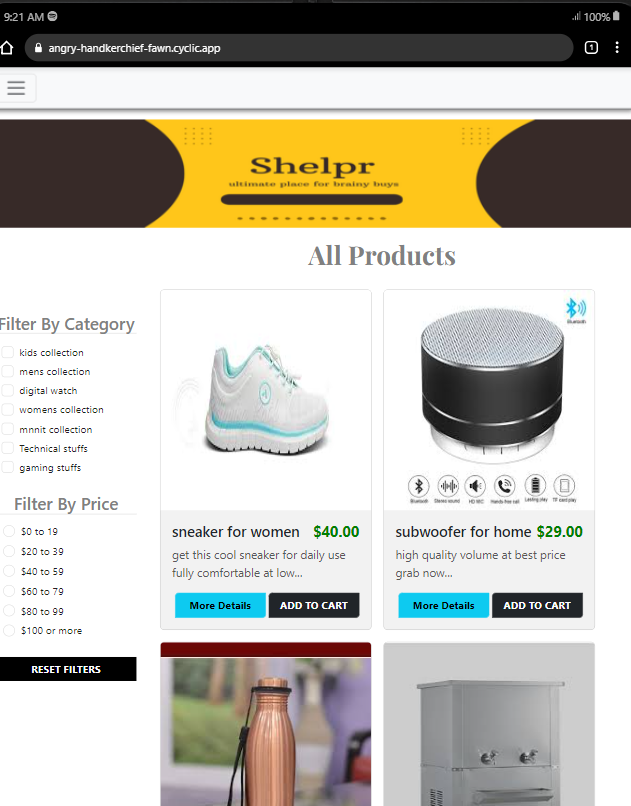 9:21 AM
100%
angry-handkerchief-fawn.cyclic.app
1
Shelpr
ultimate place for brainy buys
All Products
Filter By Category
kids collection
mens collection
digital watch
womens collection
mnnit collection
Technical stuffs
gaming stuffs
Filter By Price
$0 to 19
$20 to 39
$40 to 59
$60 to 79
$80 to 99
$100 or more
RESET FILTERS
sneaker for women $40.00
get this cool sneaker for daily use
fully comfortable at low...
More Details ADD TO CART
Bluetooth
Bluetooth Stereo sound HD MIC Hands-free call Lasting play TF card play
subwoofer for home $29.00
high quality volume at best price
grab now...
More Details ADD TO CART